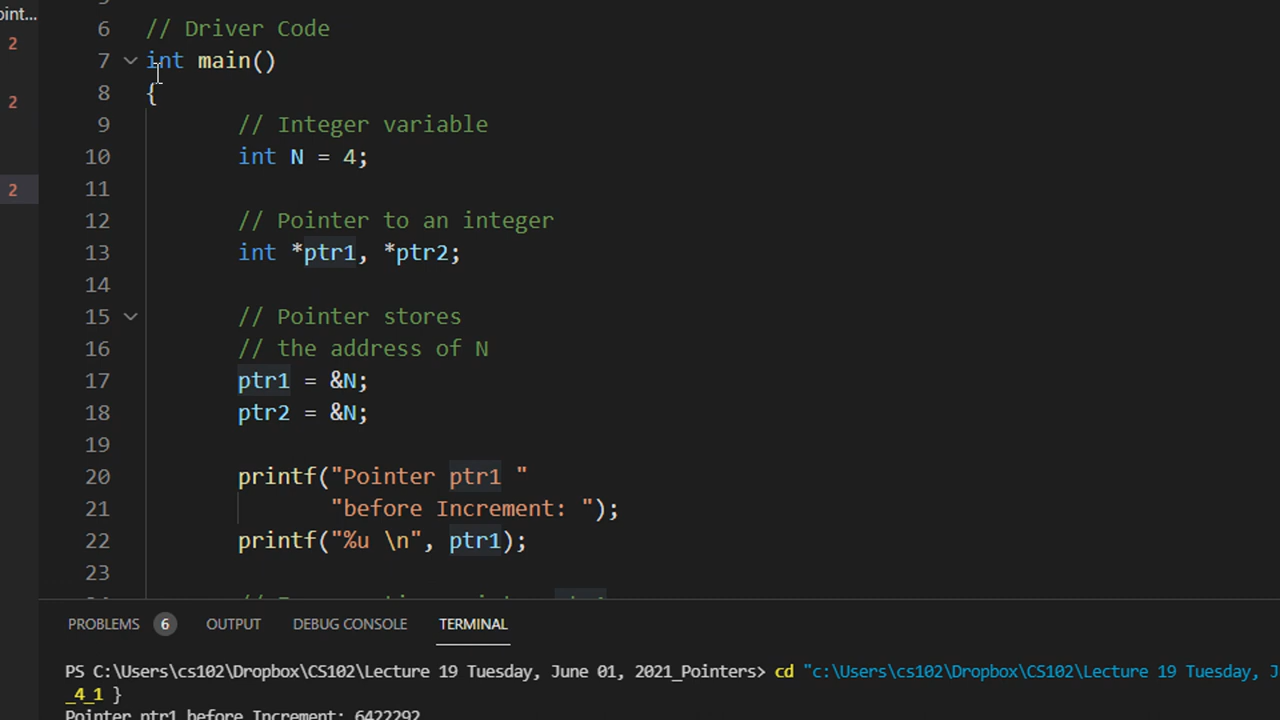 oint...
6 // Driver Code
2
7 int main()
8 {
2
9 // Integer variable
10 int N = 4;
11
2
12 // Pointer to an integer
13 int *ptr1, *ptr2;
14
15 // Pointer stores
16 // the address of N
17 ptr1 = &N;
18 ptr2 = &N;
19
20 printf("Pointer ptr1 "
21 "before Increment: ");
22 printf("%u \n", ptr1);
23
PROBLEMS 6 OUTPUT DEBUG CONSOLE TERMINAL
PS C:\Users\cs102\Dropbox\CS102\Lecture 19 Tuesday, June 01, 2021_Pointers> cd "c:\Users\cs102\Dropbox\CS102\Lecture 19 Tuesday, J
_4_1 }
Pointer ptr1 before Increment: 6422292